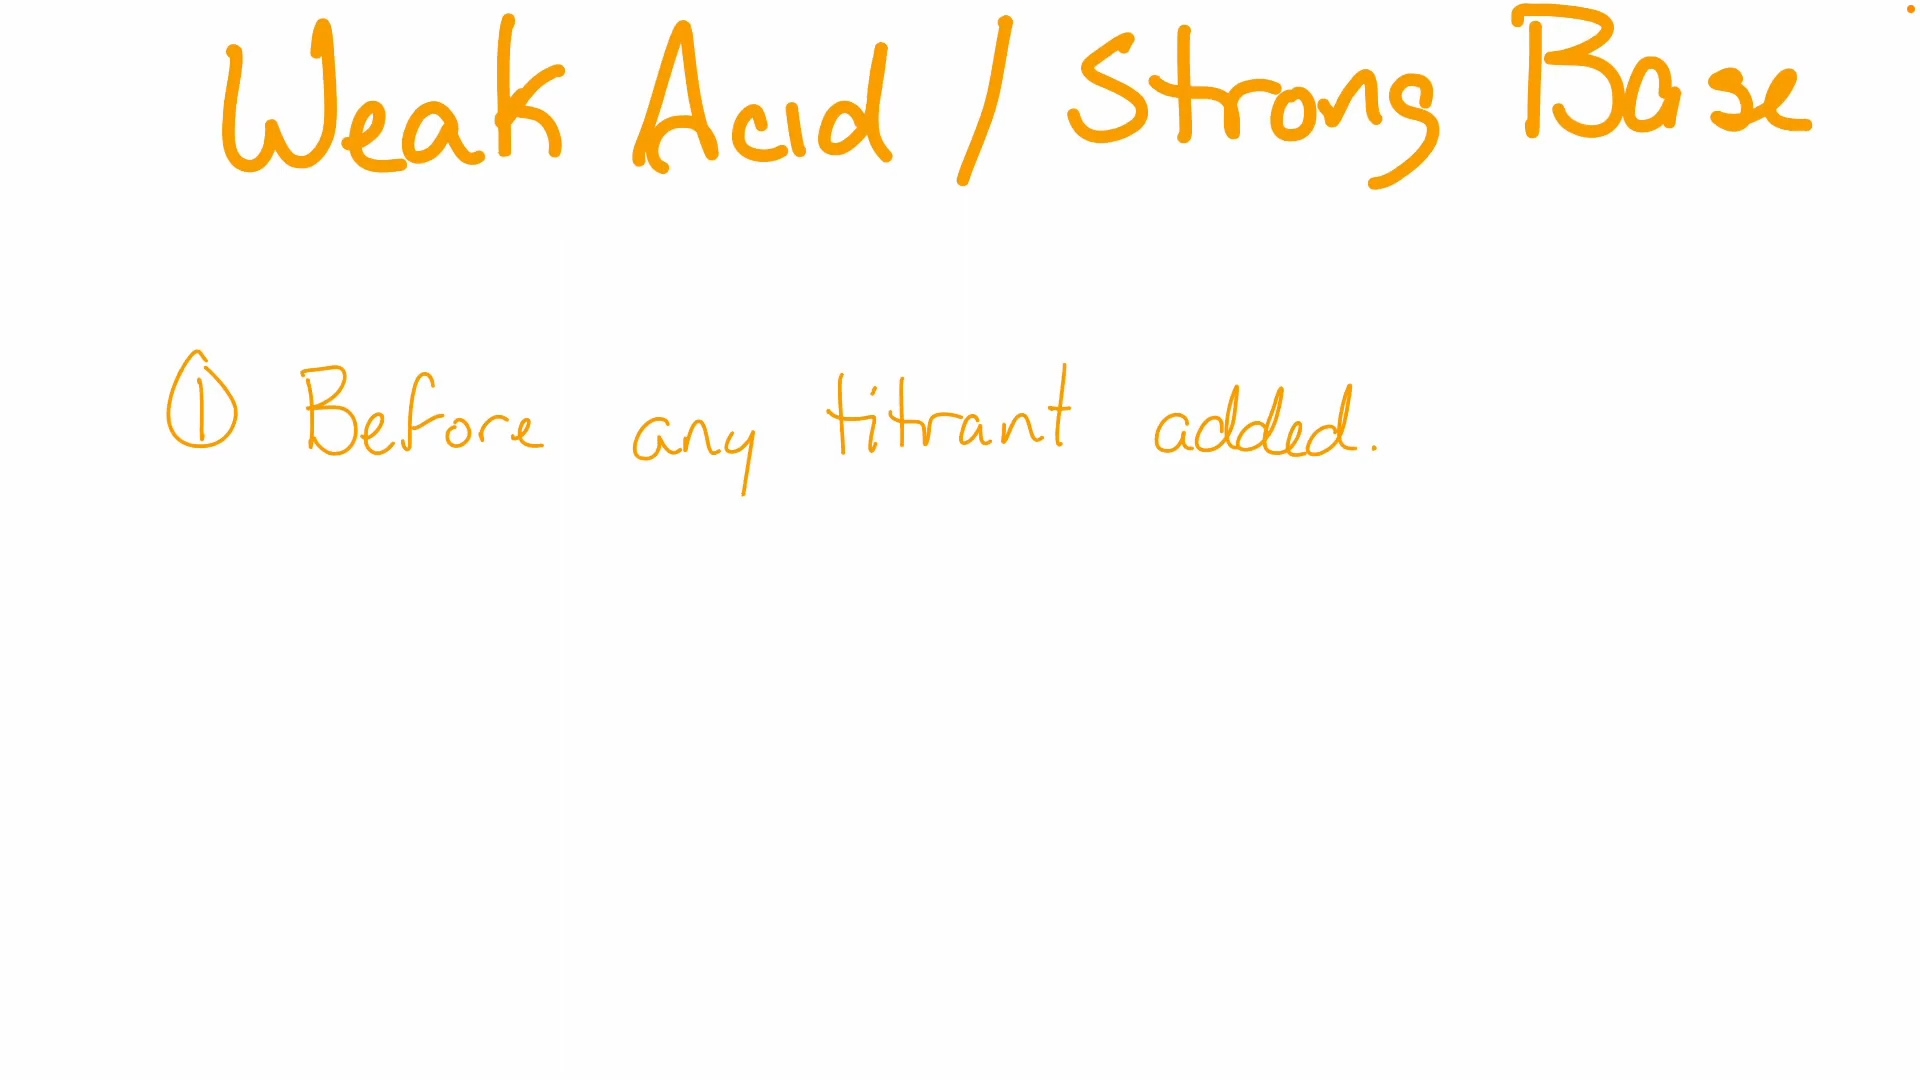 Weak Acid / Strong Base
① Before any titrant added.